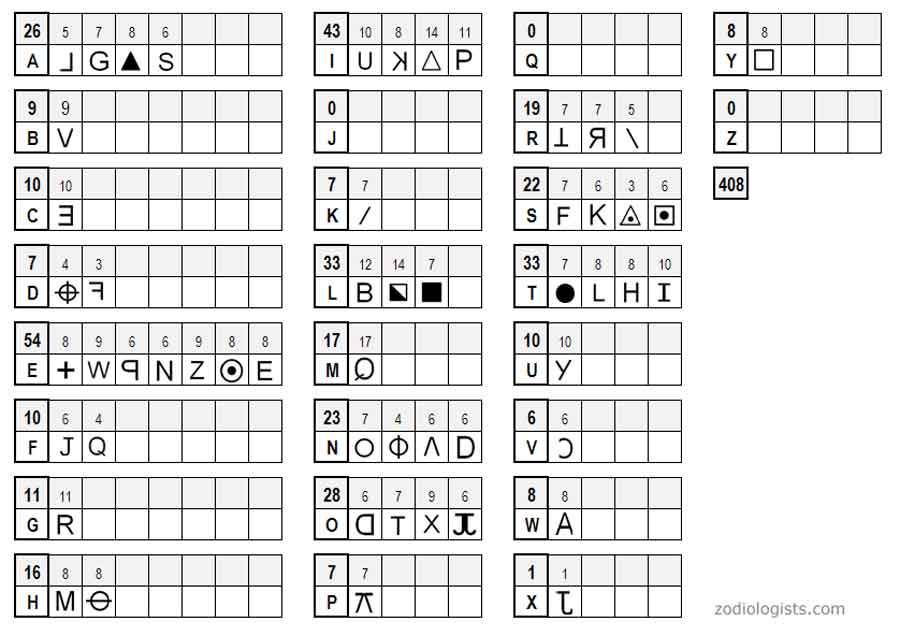 26 5 7 8 6 43 10 8 14 11 0 8 8
A ⅃ G ▲ S I U ꓘ △ P Q Y □
9 9 0 19 7 7 5 0
B V J R ⊥ Я \ Z
10 10 7 7 22 7 6 3 6 408
C Ǝ K / S F K ◬ ▣
7 4 3 33 12 14 7 33 7 8 8 10
D ⌖ ꟻ L B ◪ ■ T ● L H I
54 8 9 6 6 9 8 8 17 17 10 10
E + W ꟼ N Z ⊙ E M U y
10 6 4 23 7 4 6 6 6 6
F J Q N ○ Φ Λ D V Ɔ
11 11 28 6 7 9 6 8 8
G R O ᗡ T X W A
16 8 8 7 7 1 1
H M ⊖ P X
zodiologists.com